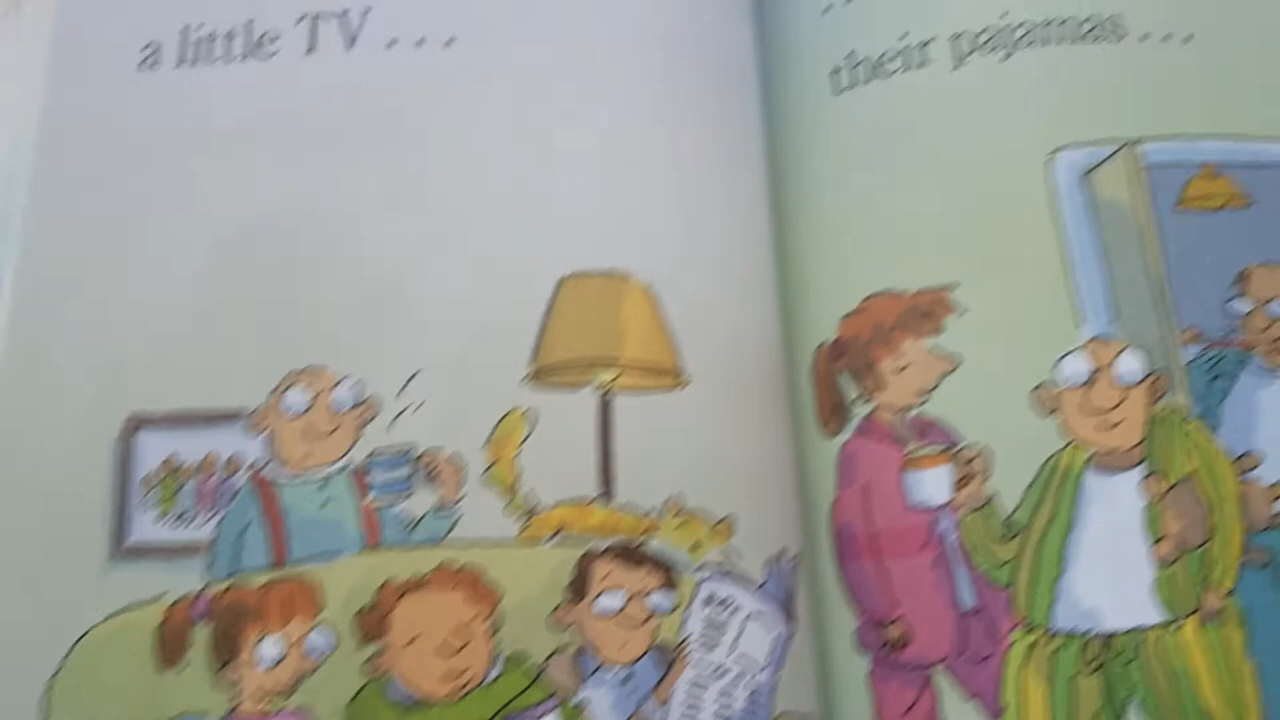 a little TV . . .
their pajamas . . .